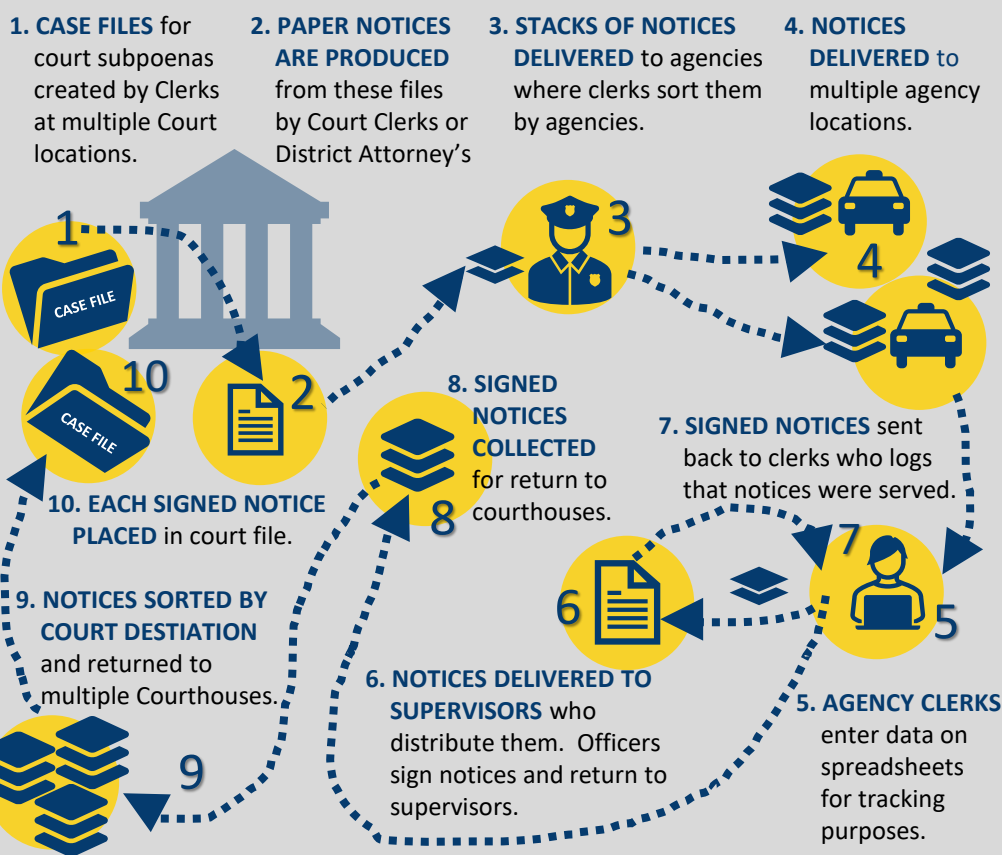 1. CASE FILES for
court subpoenas
created by Clerks
at multiple Court
locations.
2. PAPER NOTICES
ARE PRODUCED
from these files
by Court Clerks or
District Attorney's
3. STACKS OF NOTICES
DELIVERED to agencies
where clerks sort them
by agencies.
4. NOTICES
DELIVERED to
multiple agency
locations.
1
CASE FILE
10
CASE FILE
2
3
4
8. SIGNED
NOTICES
COLLECTED
for return to
courthouses.
8
7. SIGNED NOTICES sent
back to clerks who logs
that notices were served.
10. EACH SIGNED NOTICE
PLACED in court file.
7
6
5
9. NOTICES SORTED BY
COURT DESTIATION
and returned to
multiple Courthouses.
9
6. NOTICES DELIVERED TO
SUPERVISORS who
distribute them. Officers
sign notices and return to
supervisors.
5. AGENCY CLERKS
enter data on
spreadsheets
for tracking
purposes.